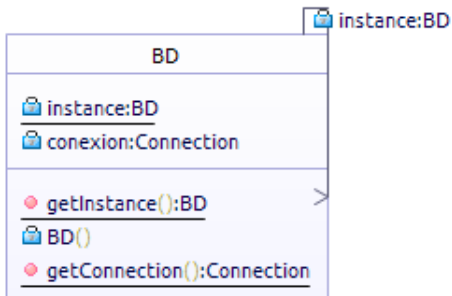 instance:BD
BD
instance:BD
conexion:Connection
getInstance():BD
BD()
getConnection():Connection